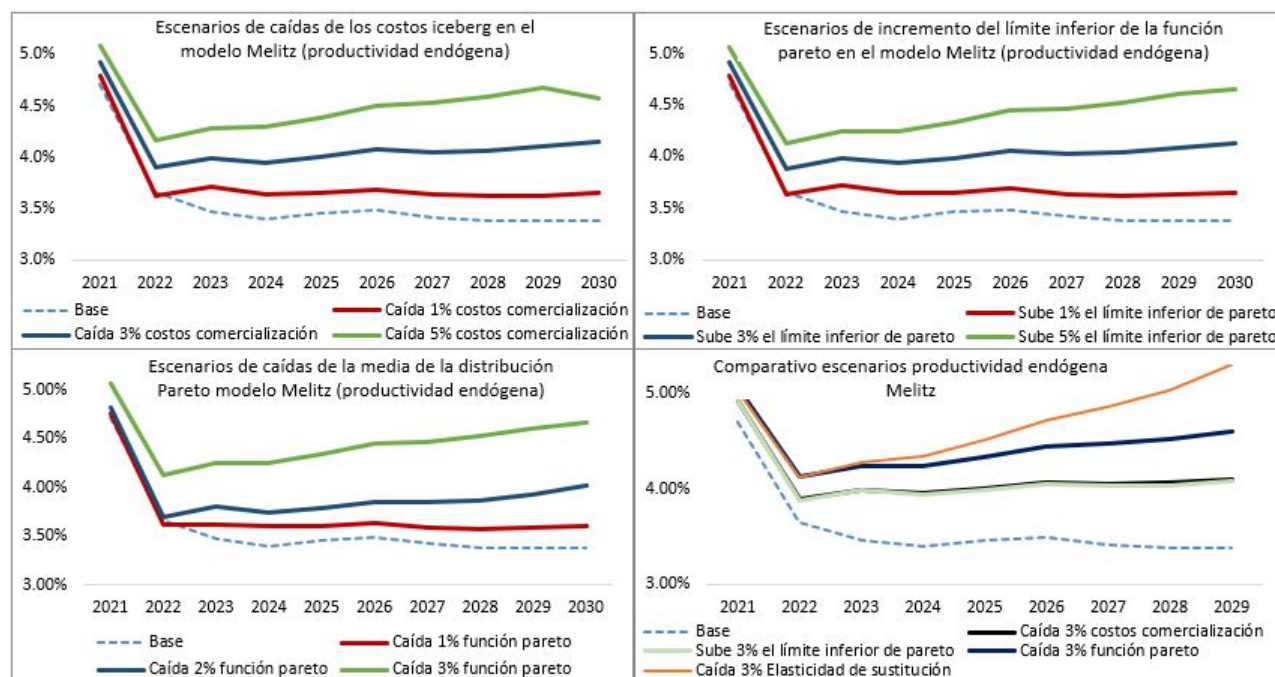 Escenarios de caídas de los costos iceberg en el
modelo Melitz (productividad endógena)
5.0%
4.5%
4.0%
3.5%
3.0%
2021 2022 2023 2024 2025 2026 2027 2028 2029 2030
Base
Caída 1% costos comercialización
Caída 3% costos comercialización
Caída 5% costos comercialización
Escenarios de incremento del límite inferior de la función
pareto en el modelo Melitz (productividad endógena)
5.0%
4.5%
4.0%
3.5%
3.0%
2021 2022 2023 2024 2025 2026 2027 2028 2029 2030
Base
Sube 1% el límite inferior de pareto
Sube 3% el límite inferior de pareto
Sube 5% el límite inferior de pareto
Escenarios de caídas de la media de la distribución
Pareto modelo Melitz (productividad endógena)
5.00%
4.50%
4.00%
3.50%
3.00%
2021 2022 2023 2024 2025 2026 2027 2028 2029 2030
Base
Caída 1% función pareto
Caída 2% función pareto
Caída 3% función pareto
Comparativo escenarios productividad endógena
Melitz
5.00%
4.00%
3.00%
2021 2022 2023 2024 2025 2026 2027 2028 2029
Base
Caída 3% costos comercialización
Sube 3% el límite inferior de pareto
Caída 3% función pareto
Caída 3% Elasticidad de sustitución